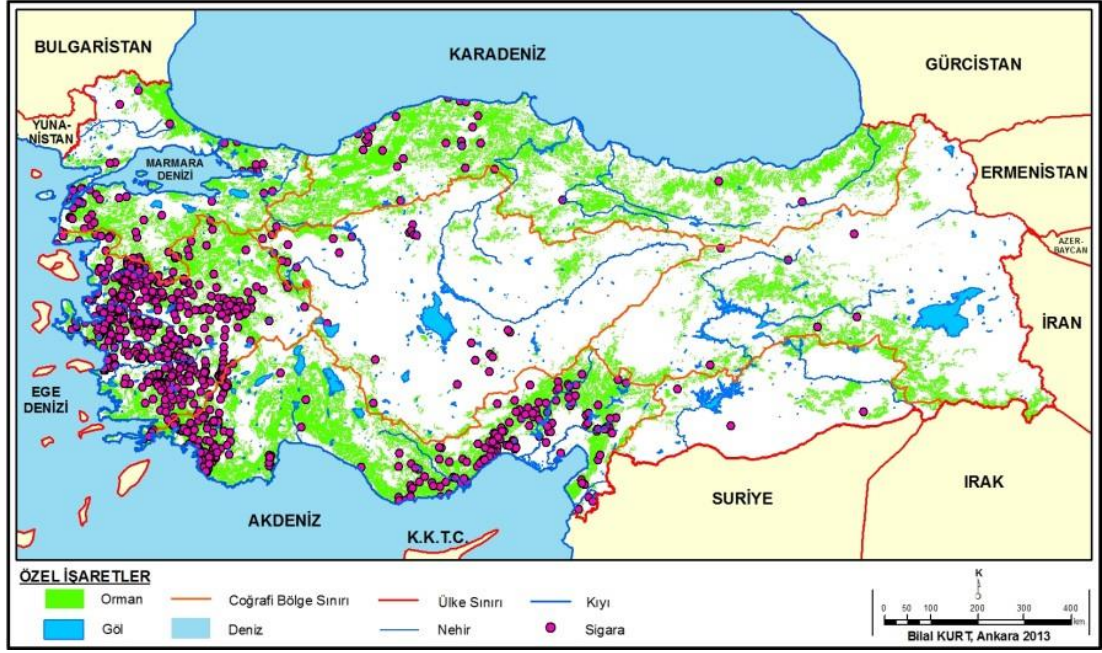 BULGARİSTAN
KARADENİZ
GÜRCİSTAN
YUNA-
NİSTAN
MARMARA
DENİZİ
ERMENİSTAN
AZER-
BAYCAN
İRAN
EGE
DENİZİ
AKDENİZ
K.K.T.C.
SURİYE
IRAK
ÖZEL İŞARETLER
Orman
Coğrafi Bölge Sınırı
Ülke Sınırı
Kıyı
Göl
Deniz
Nehir
Sigara
K
0 50 100 200 300 400
km
Bilal KURT, Ankara 2013